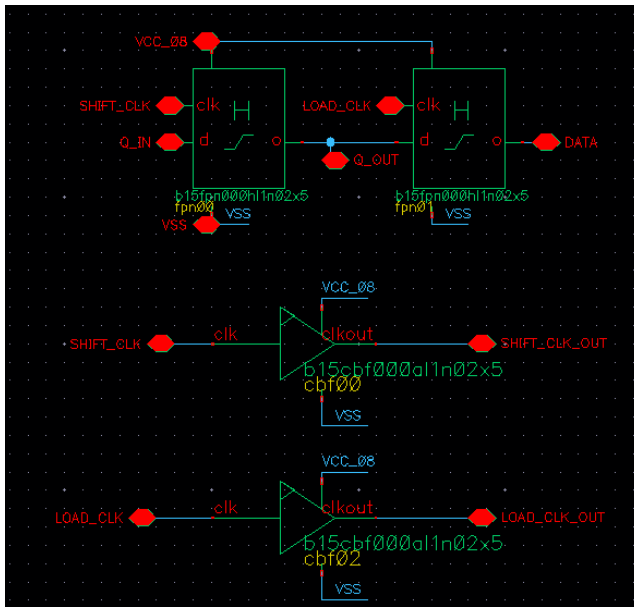 VCC_08
SHIFT_CLK clk H LOAD_CLK clk H
Q_IN d o d o DATA
Q_OUT
b15fpn000hl1n02x5 b15fpn000hl1n02x5
fpn00 fpn01
VSS VSS VSS
VCC_08
SHIFT_CLK clk clkout SHIFT_CLK_OUT
b15cbf000al1n02x5
cbf00
VSS
VCC_08
LOAD_CLK clk clkout LOAD_CLK_OUT
b15cbf000al1n02x5
cbf02
VSS